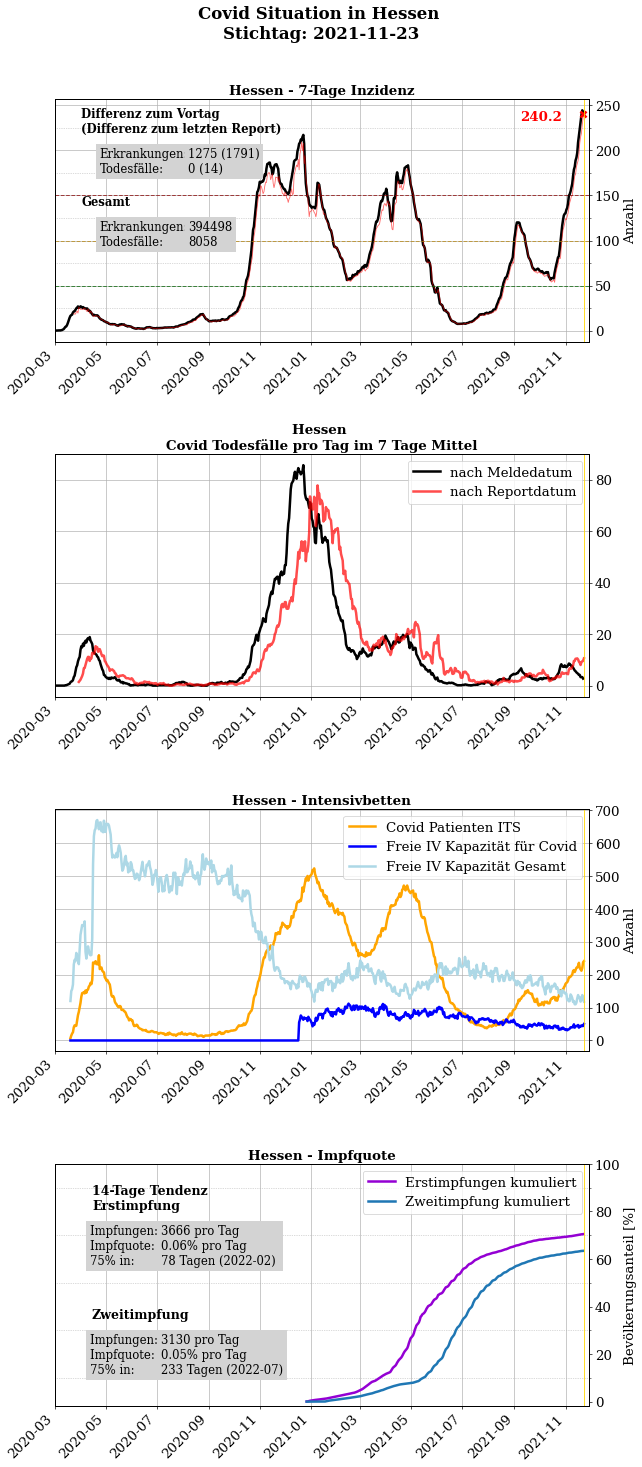 Covid Situation in Hessen
Stichtag: 2021-11-23
Hessen - 7-Tage Inzidenz
Differenz zum Vortag
(Differenz zum letzten Report)
Erkrankungen 1275 (1791)
Todesfälle: 0 (14)
Gesamt
Erkrankungen 394498
Todesfälle: 8058
240.2
250
200
150
100
50
0
Anzahl
2020-03 2020-05 2020-07 2020-09 2020-11 2021-01 2021-03 2021-05 2021-07 2021-09 2021-11
Hessen
Covid Todesfälle pro Tag im 7 Tage Mittel
nach Meldedatum
nach Reportdatum
80
60
40
20
0
2020-03 2020-05 2020-07 2020-09 2020-11 2021-01 2021-03 2021-05 2021-07 2021-09 2021-11
Hessen - Intensivbetten
Covid Patienten ITS
Freie IV Kapazität für Covid
Freie IV Kapazität Gesamt
700
600
500
400
300
200
100
0
Anzahl
2020-03 2020-05 2020-07 2020-09 2020-11 2021-01 2021-03 2021-05 2021-07 2021-09 2021-11
Hessen - Impfquote
Erstimpfungen kumuliert
Zweitimpfung kumuliert
14-Tage Tendenz
Erstimpfung
Impfungen: 3666 pro Tag
Impfquote: 0.06% pro Tag
75% in: 78 Tagen (2022-02)
Zweitimpfung
Impfungen: 3130 pro Tag
Impfquote: 0.05% pro Tag
75% in: 233 Tagen (2022-07)
100
80
60
40
20
0
Bevölkerungsanteil [%]
2020-03 2020-05 2020-07 2020-09 2020-11 2021-01 2021-03 2021-05 2021-07 2021-09 2021-11